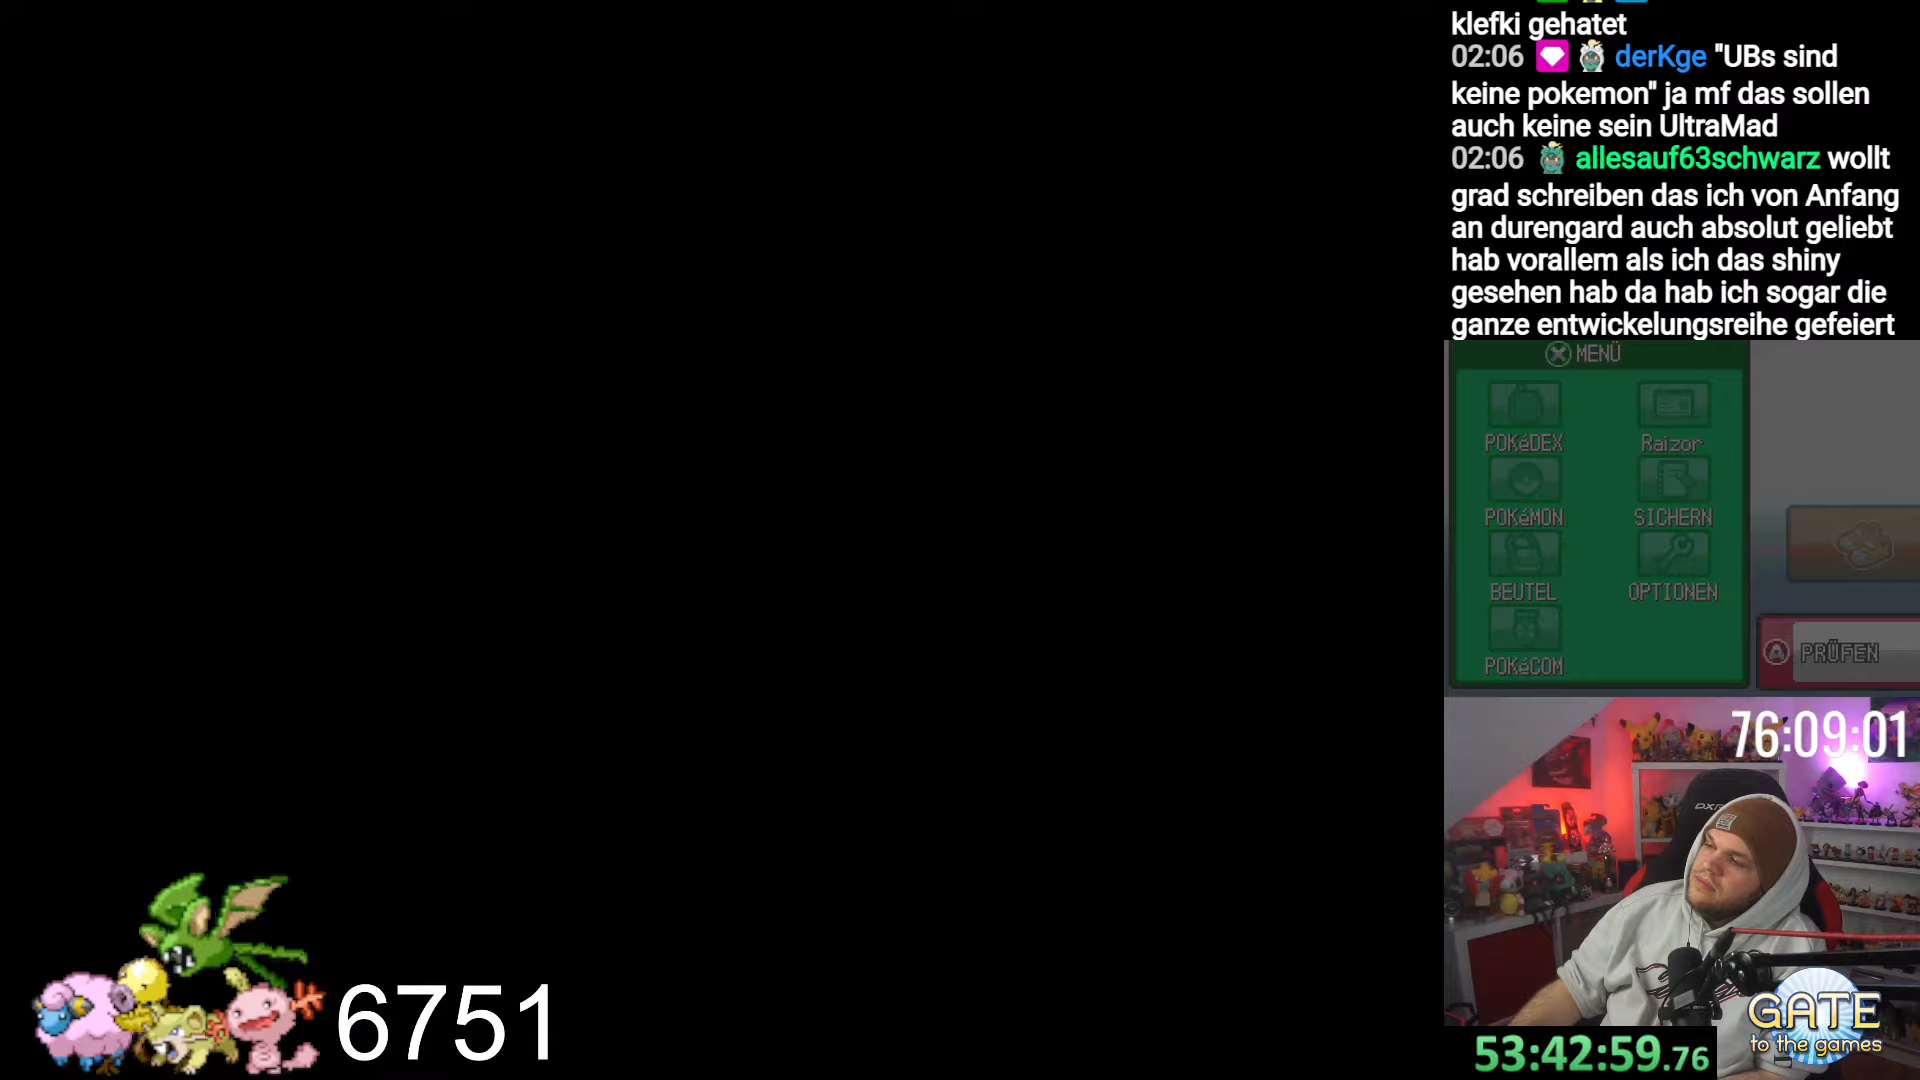 klefki gehatet
02:06 derKge "UBs sind
keine pokemon" ja mf das sollen
auch keine sein UltraMad
02:06 allesauf63schwarz wollt
grad schreiben das ich von Anfang
an durengard auch absolut geliebt
hab vorallem als ich das shiny
gesehen hab da hab ich sogar die
ganze entwickelungsreihe gefeiert
MENÜ
POKéDEX Raizor
POKéMON SICHERN
BEUTEL OPTIONEN
POKéCOM
A PRÜFEN
76:09:01
6751
GATE
to the games
53:42:59.76